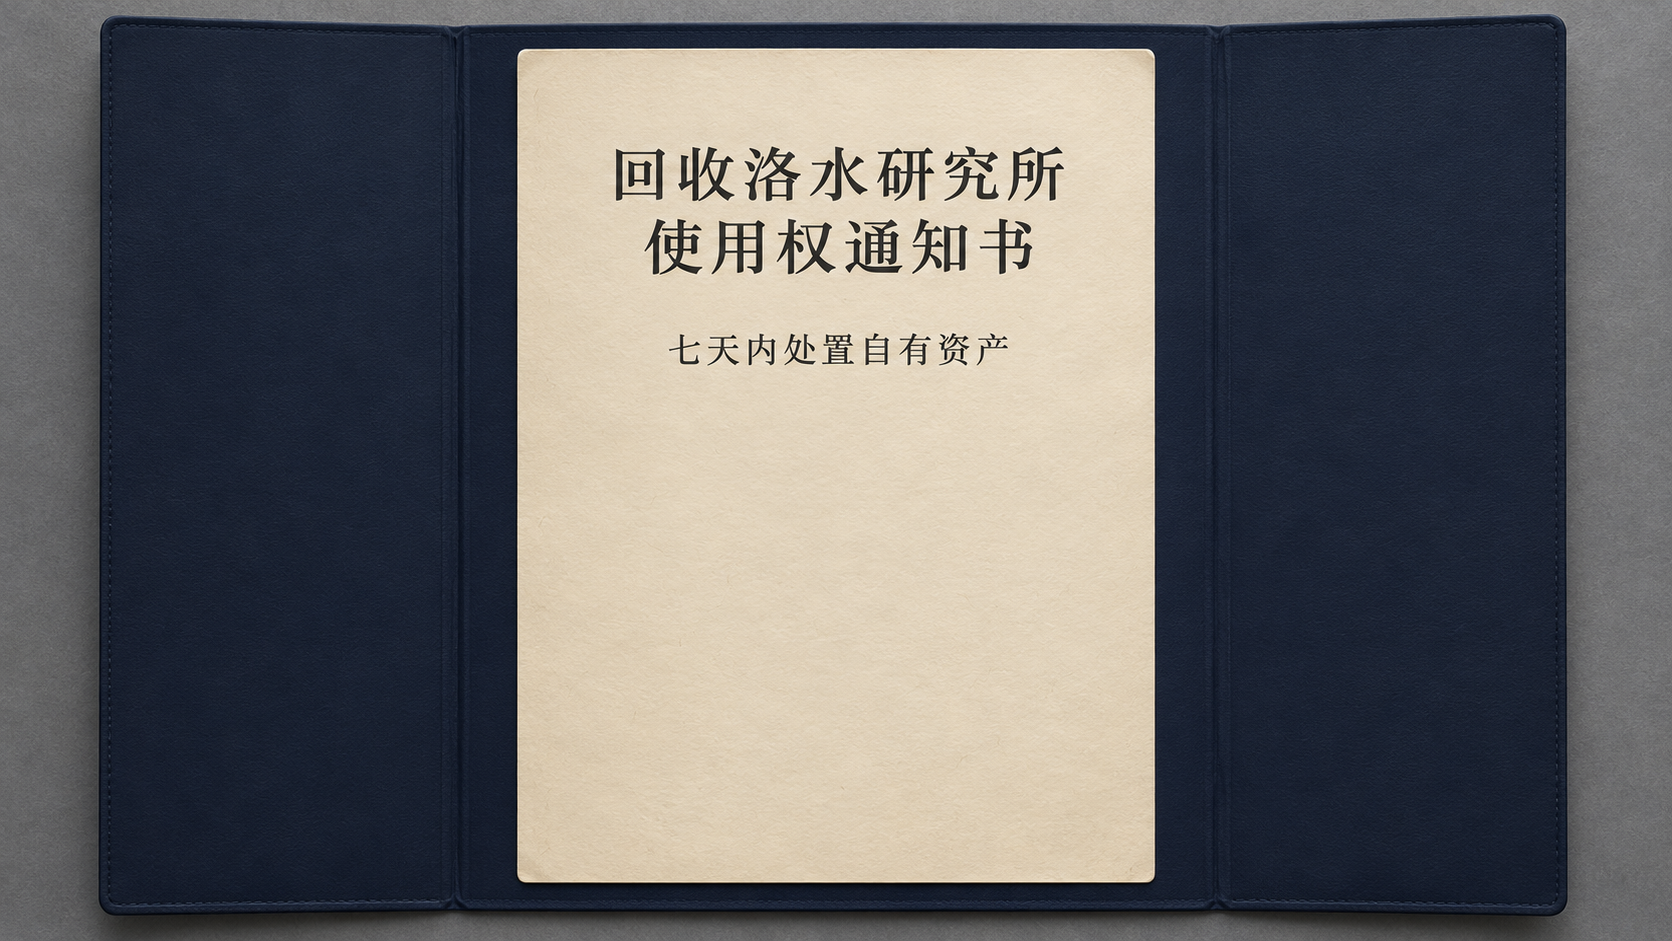 回收洛水研究所
使用权通知书
七天内处置自有资产